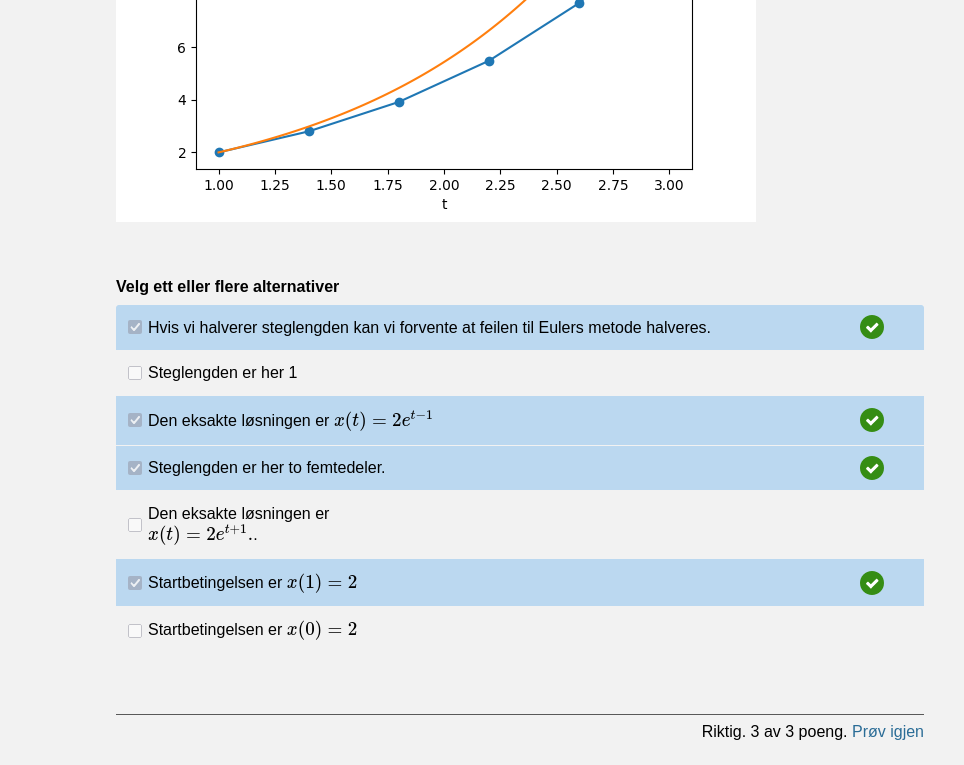 6
4
2
1.00 1.25 1.50 1.75 2.00 2.25 2.50 2.75 3.00
t
Velg ett eller flere alternativer
Hvis vi halverer steglengden kan vi forvente at feilen til Eulers metode halveres.
Steglengden er her 1
Den eksakte løsningen er x(t) = 2e^{t−1}
Steglengden er her to femtedeler.
Den eksakte løsningen er
x(t) = 2e^{t+1}..
Startbetingelsen er x(1) = 2
Startbetingelsen er x(0) = 2
Riktig. 3 av 3 poeng. Prøv igjen